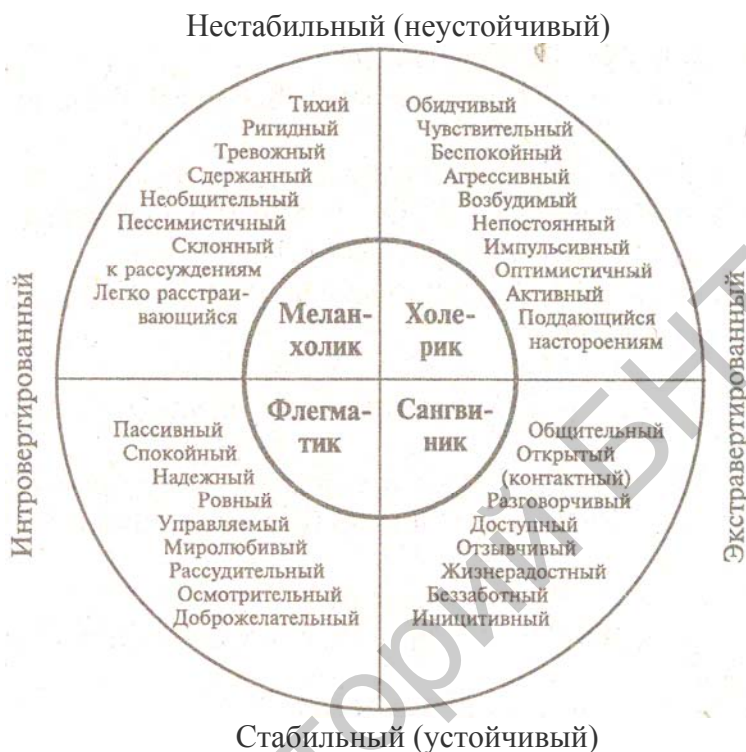 Нестабильный (неустойчивый)
Тихий
Ригидный
Тревожный
Сдержанный
Необщительный
Пессимистичный
Склонный
к рассуждениям
Легко расстраи-
вающийся
Обидчивый
Чувствительный
Беспокойный
Агрессивный
Возбудимый
Непостоянный
Импульсивный
Оптимистичный
Активный
Поддающийся
настороениям
Интровертированный
Экстравертированный
Мелан-
холик
Холе-
рик
Флегма-
тик
Сангви-
ник
Пассивный
Спокойный
Надежный
Ровный
Управляемый
Миролюбивый
Рассудительный
Осмотрительный
Доброжелательный
Общительный
Открытый
(контактный)
Разговорчивый
Доступный
Отзывчивый
Жизнерадостный
Беззаботный
Иницитивный
Стабильный (устойчивый)